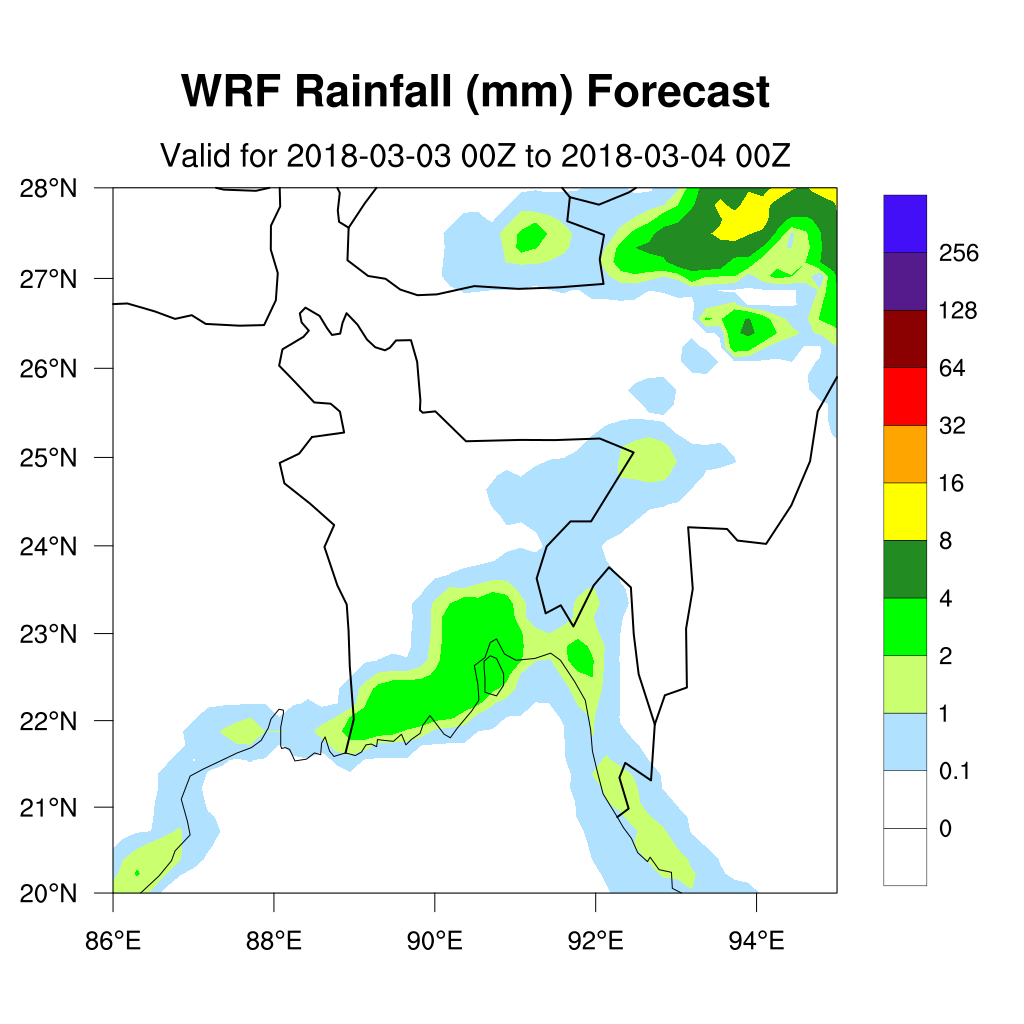 WRF Rainfall (mm) Forecast
Valid for 2018-03-03 00Z to 2018-03-04 00Z
28°N
27°N
26°N
25°N
24°N
23°N
22°N
21°N
20°N
86°E
88°E
90°E
92°E
94°E
256
128
64
32
16
8
4
2
1
0.1
0